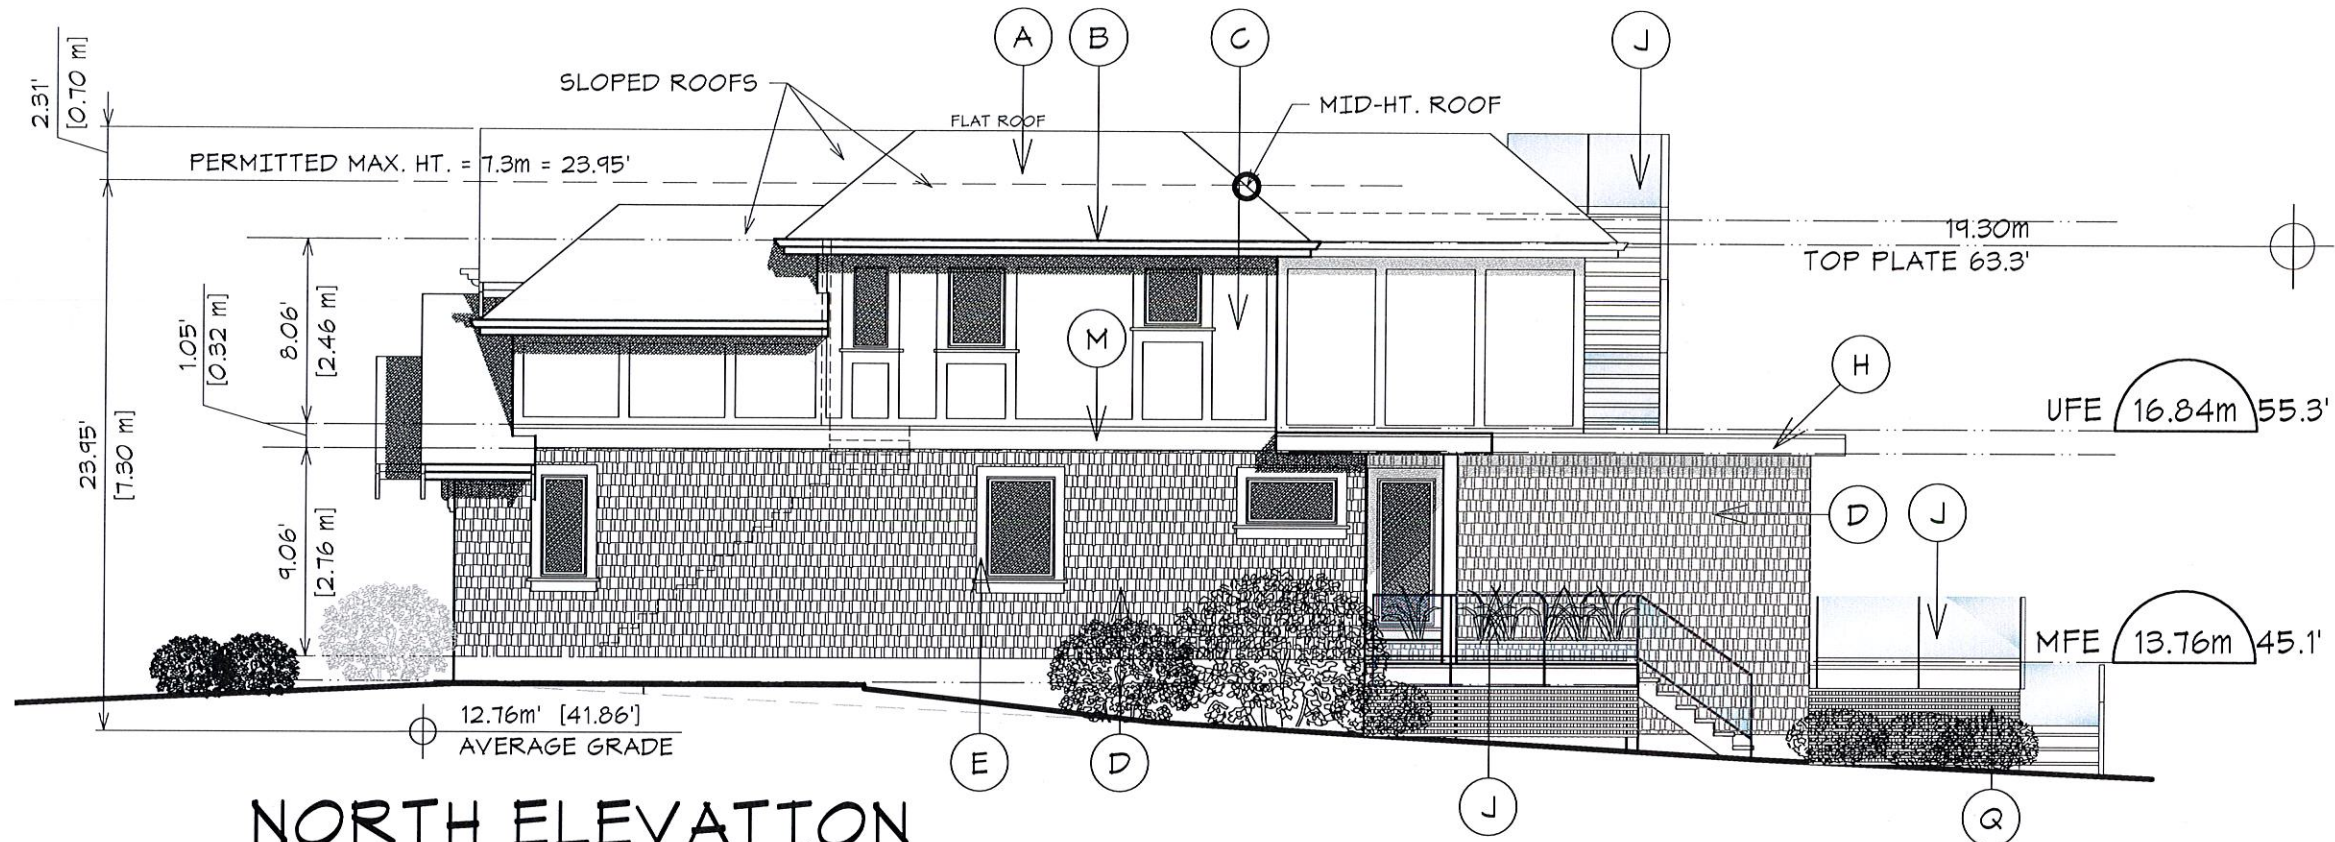 A
B
C
J
2.31'
[0.70 m]
SLOPED ROOFS
FLAT ROOF
MID-HT. ROOF
PERMITTED MAX. HT. = 7.3m = 23.95'
19.30m
TOP PLATE 63.3'
1.05'
[0.32 m]
8.06'
[2.46 m]
M
H
UFE 16.84m 55.3'
23.95'
[7.30 m]
9.06'
[2.76 m]
D
J
MFE 13.76m 45.1'
12.76m' [41.86']
AVERAGE GRADE
E
D
J
Q
NORTH ELEVATION